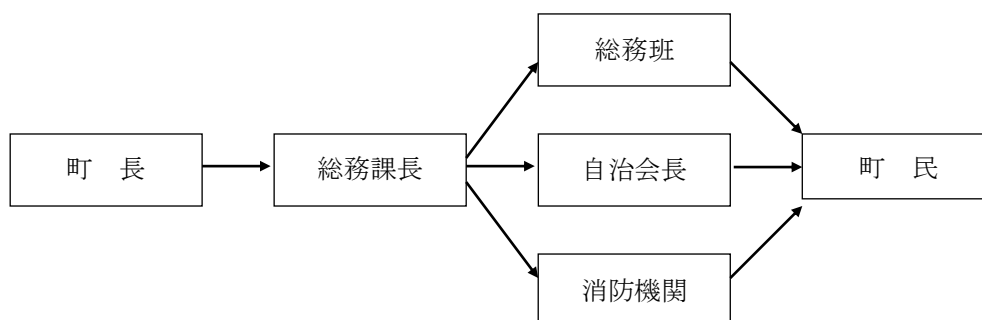 町　長
総務課長
総務班
自治会長
消防機関
町　民